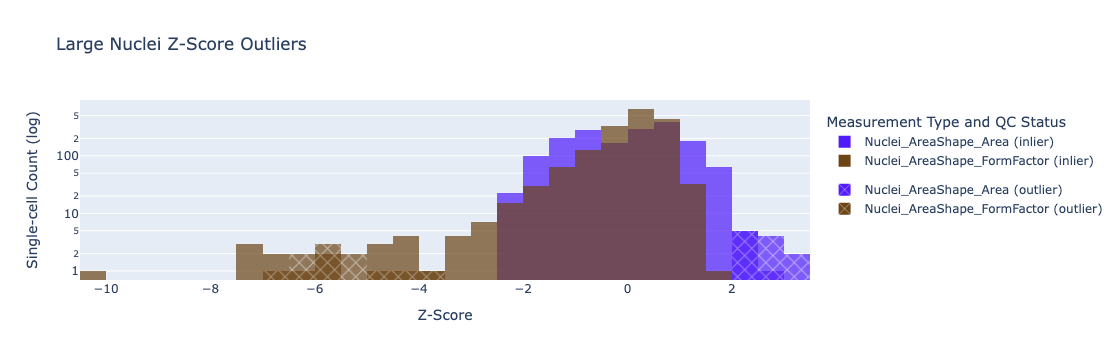 Large Nuclei Z-Score Outliers
Single-cell Count (log)
5
2
100
5
2
10
5
2
1
−10 −8 −6 −4 −2 0 2
Z-Score
Measurement Type and QC Status
Nuclei_AreaShape_Area (inlier)
Nuclei_AreaShape_FormFactor (inlier)
Nuclei_AreaShape_Area (outlier)
Nuclei_AreaShape_FormFactor (outlier)